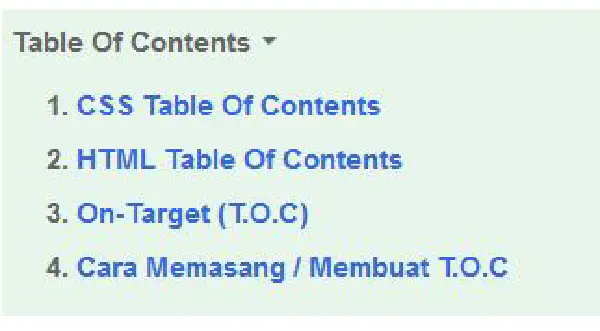 Table Of Contents
1. CSS Table Of Contents
2. HTML Table Of Contents
3. On-Target (T.O.C)
4. Cara Memasang / Membuat T.O.C